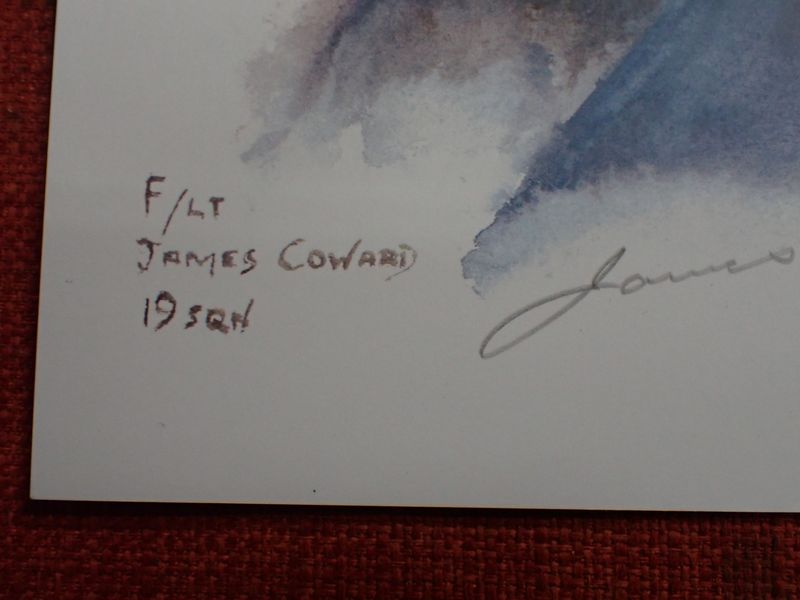 F/LT
JAMES COWARD
19 SQN
James